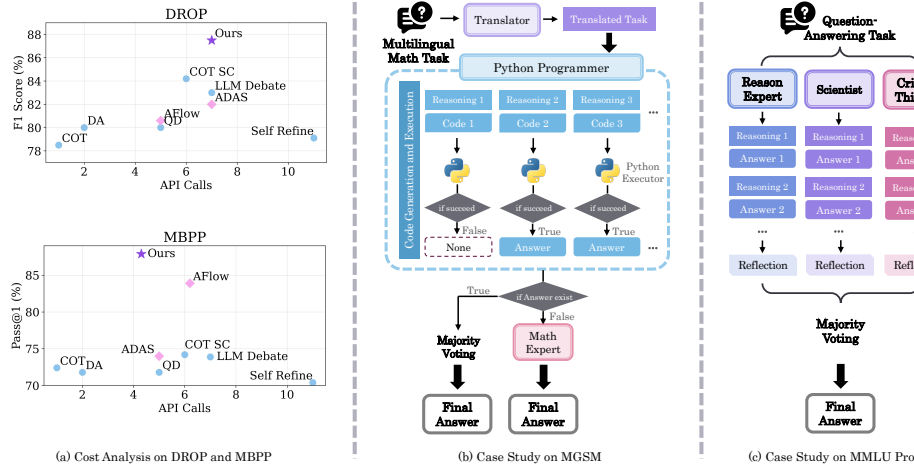 DROP
88
86
84
82
80
78
F1 Score (%)
2
4
6
8
10
API Calls
Ours
COT SC
LLM Debate
ADAS
AFlow
QD
DA
COT
Self Refine
MBPP
85
80
75
70
Pass@1 (%)
2
4
6
8
10
API Calls
Ours
AFlow
COT SC
ADAS
LLM Debate
COT
DA
QD
Self Refine
(a) Cost Analysis on DROP and MBPP
Multilingual
Math Task
Translator
Translated Task
Python Programmer
Code Generation and Execution
Reasoning 1
Reasoning 2
Reasoning 3
...
Code 1
Code 2
Code 3
Python
Executor
if succeed
if succeed
if succeed
False
True
True
None
Answer
Answer
...
if Answer exist
True
False
Majority
Voting
Math
Expert
Final
Answer
Final
Answer
(b) Case Study on MGSM
Question-
Answering Task
Reason
Expert
Scientist
Cri
Thi
Reasoning 1
Reasoning 1
Reaso
Answer 1
Answer 1
Ans
Reasoning 2
Reasoning 2
Reaso
Answer 2
Answer 2
Ans
...
...
Reflection
Reflection
Refl
Majority
Voting
Final
Answer
(c) Case Study on MMLU Pro